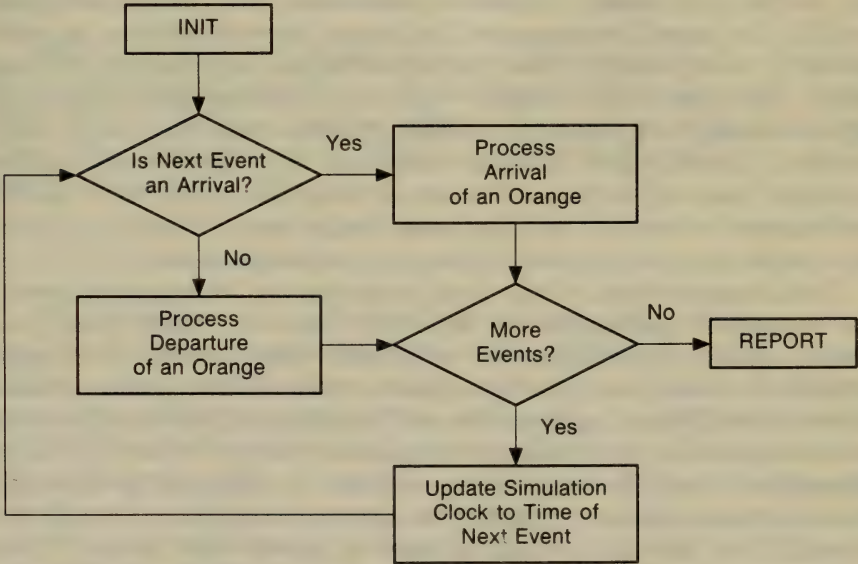 INIT
Is Next Event
an Arrival?
Yes
Process
Arrival
of an Orange
No
Process
Departure
of an Orange
More
Events?
No
REPORT
Yes
Update Simulation
Clock to Time of
Next Event